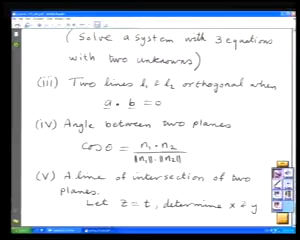 (Solve a system with 3 equations
with two unknowns)
(iii) Two lines l₁ & l₂ orthogonal when
a . b = 0
(iv) Angle between two planes
Cos θ = n₁ . n₂ / ||n₁|| . ||n₂||
(V) A line of intersection of two
planes.
Let z = t, determine x & y